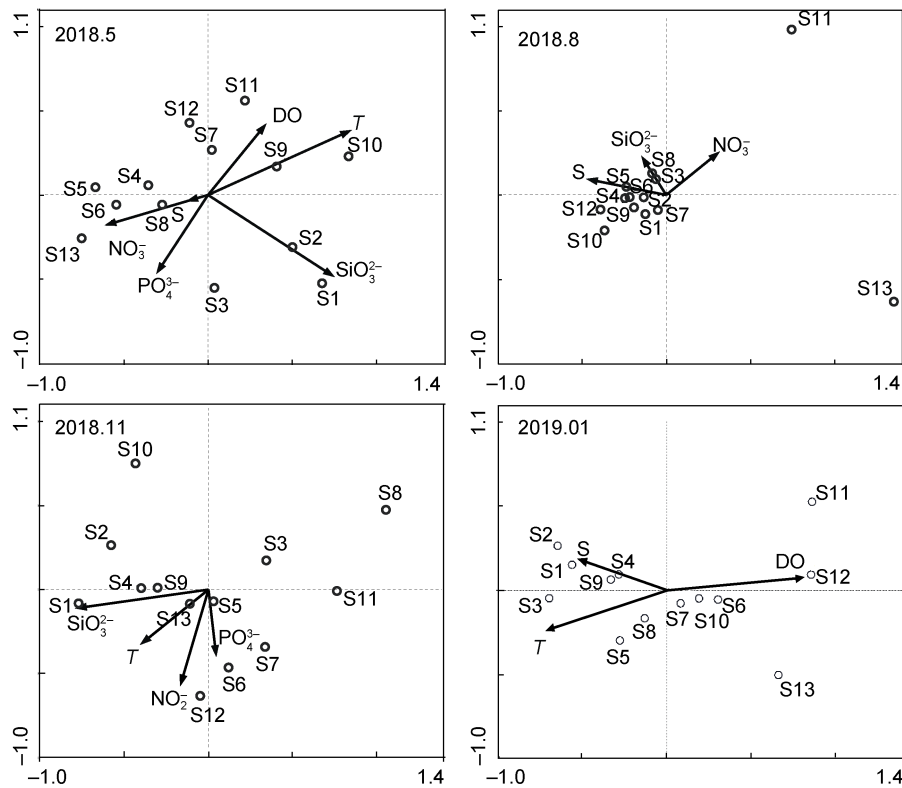 1.1
2018.5
S11
S12
DO
T
S7
S9
S10
S5
S4
S6
S8
S
S13
NO₃⁻
S2
PO₄³⁻
SiO₃²⁻
S3
S1
-1.0
-1.0
1.4
2018.8
S11
SiO₃²⁻
NO₃⁻
S8
S
S5
S6
S3
S4
S2
S12
S9
S1
S7
S10
S13
-1.0
-1.0
1.4
1.1
2018.11
S10
S8
S2
S3
S4
S9
S1
S5
S11
SiO₃²⁻
S13
T
PO₄³⁻
S7
NO₂⁻
S6
S12
-1.0
-1.0
1.4
1.1
2019.01
S11
S2
S
S4
DO
S1
S12
S9
S3
S6
S7
S10
T
S8
S5
S13
-1.0
-1.0
1.4